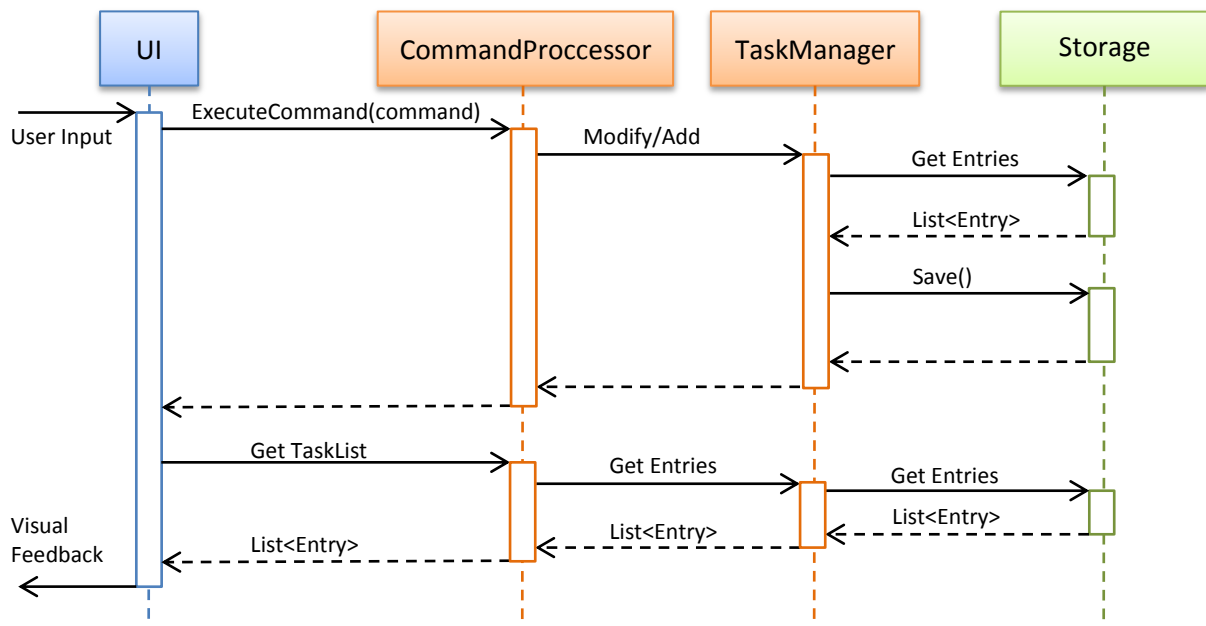 UI
CommandProccessor
TaskManager
Storage
User Input
ExecuteCommand(command)
Modify/Add
Get Entries
List<Entry>
Save()
Get TaskList
Get Entries
Get Entries
List<Entry>
List<Entry>
List<Entry>
Visual
Feedback